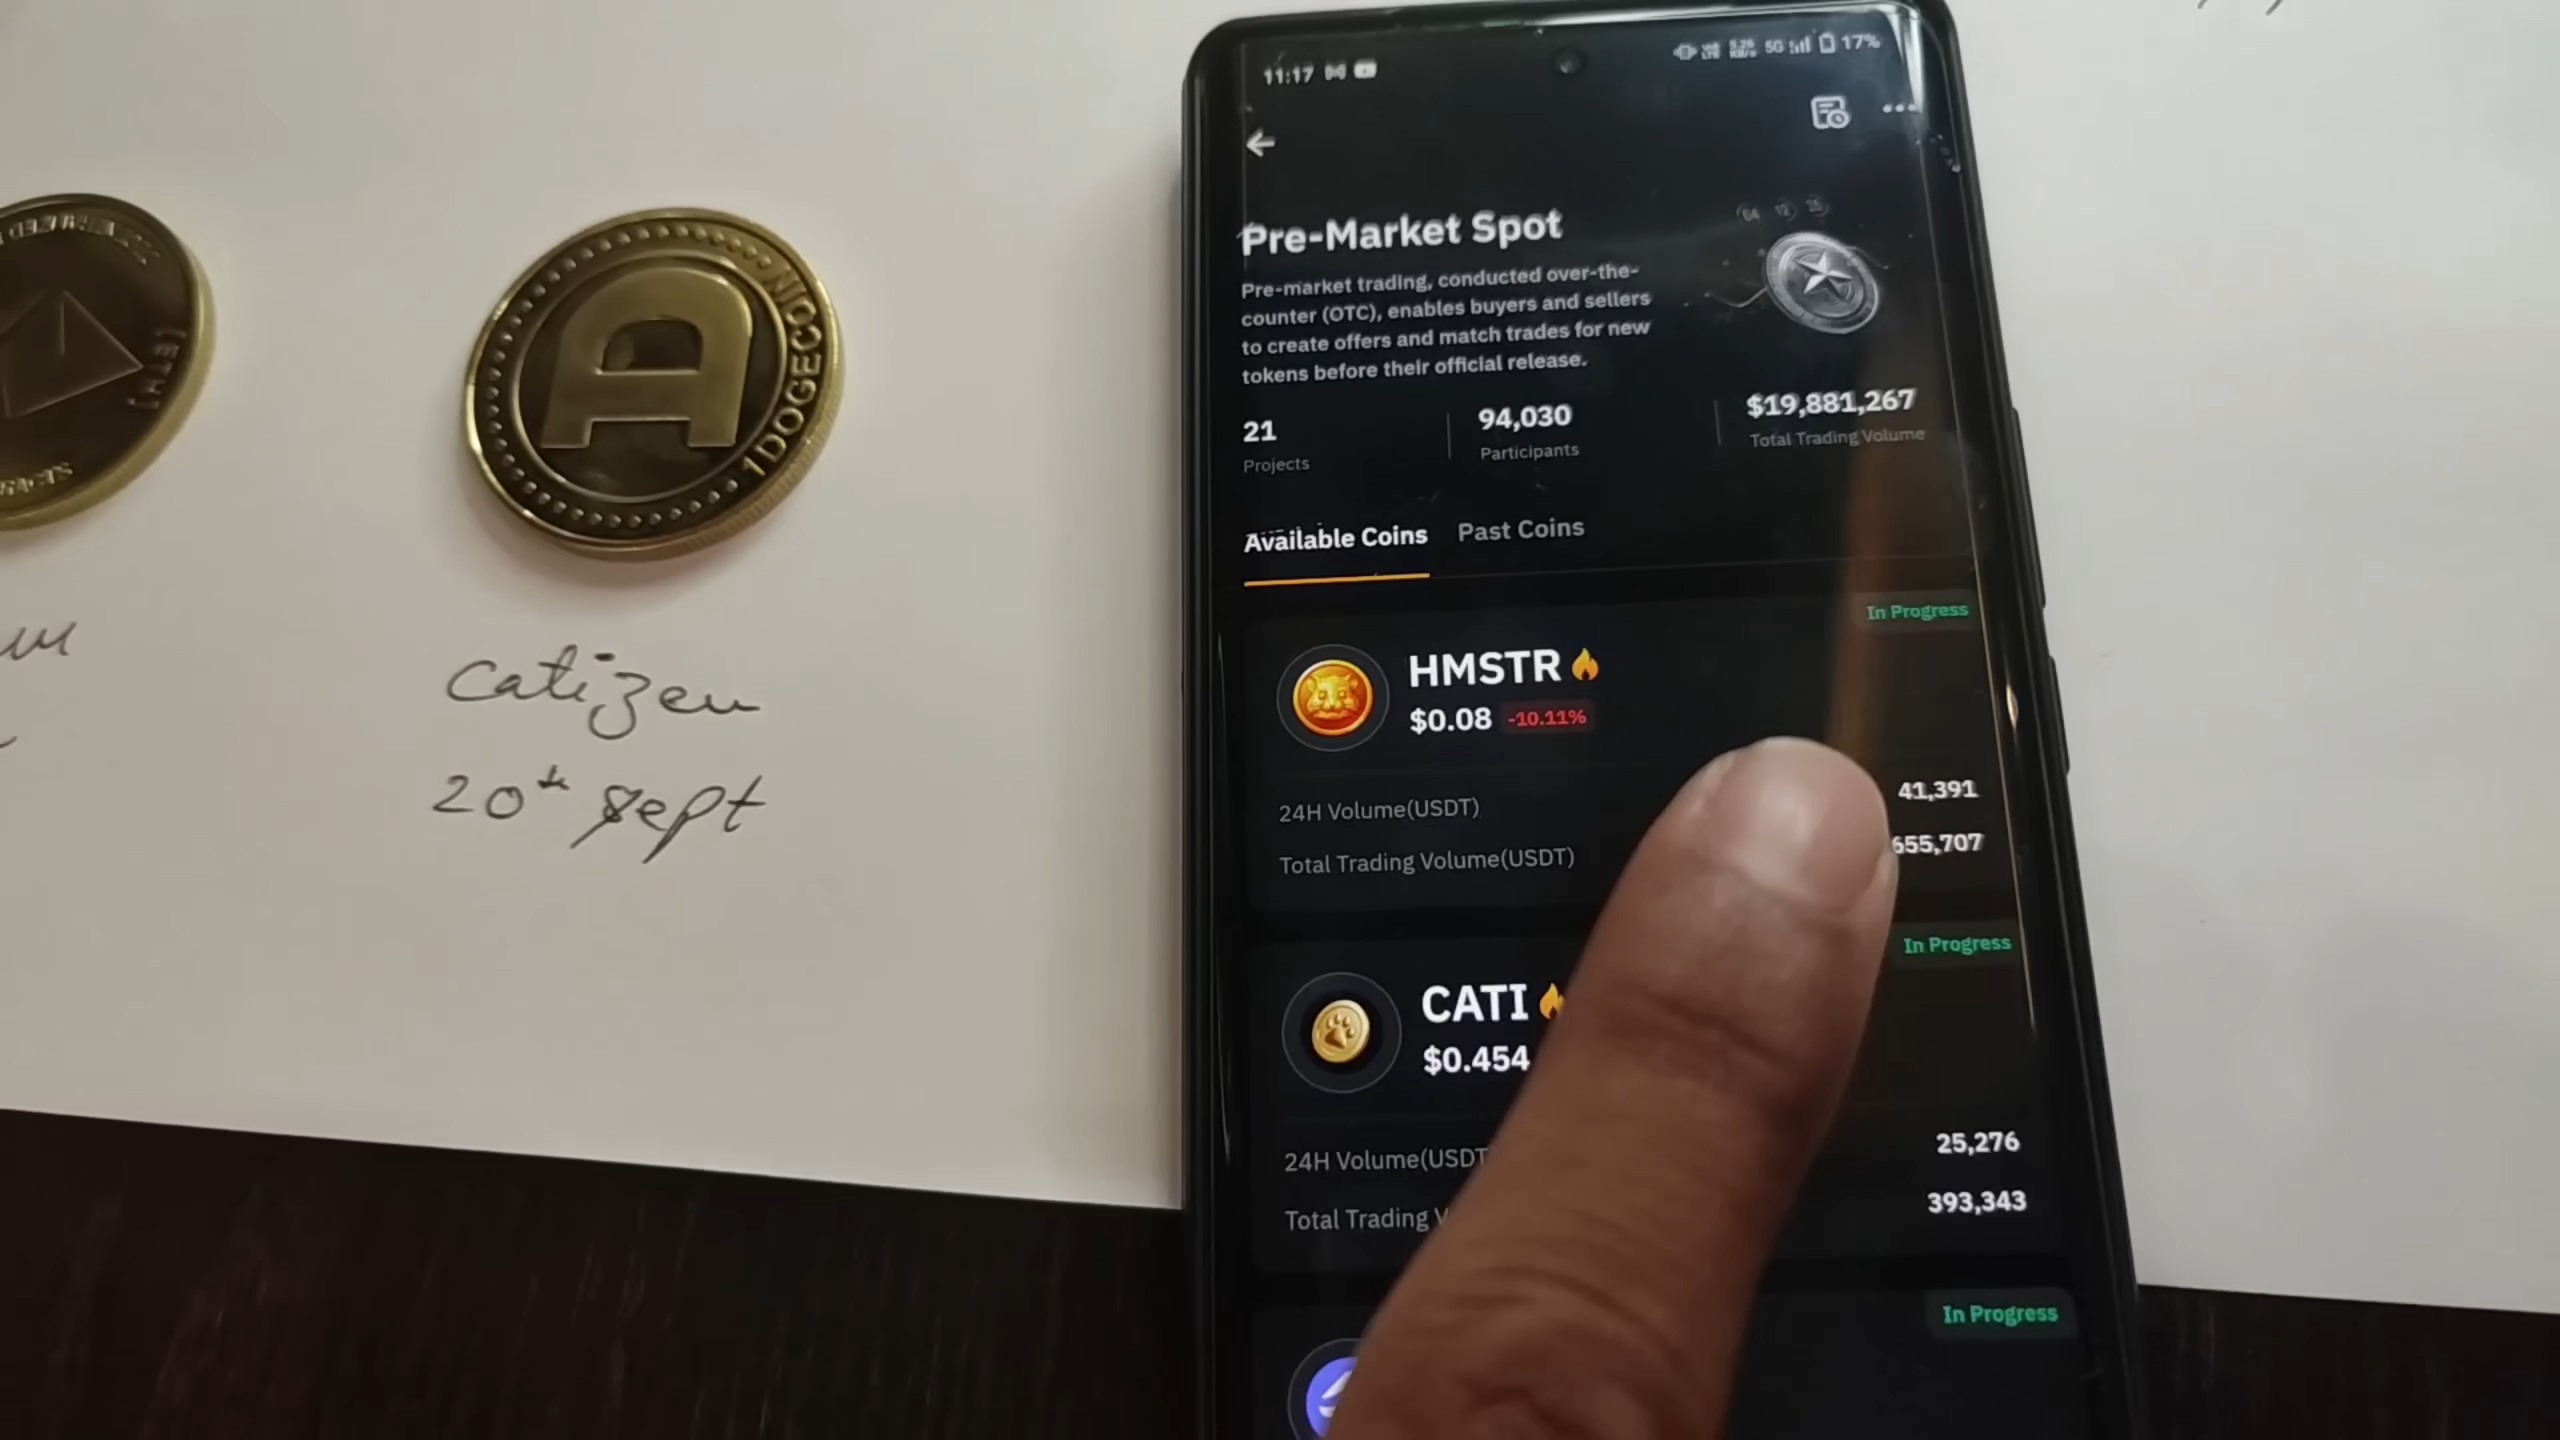 1DOGECOIN
(ETH)
Catizen
20th Sept
11:17
5G
17%
Pre-Market Spot
Pre-market trading, conducted over-the-
counter (OTC), enables buyers and sellers
to create offers and match trades for new
tokens before their official release.
21
Projects
94,030
Participants
$19,881,267
Total Trading Volume
Available Coins
Past Coins
In Progress
HMSTR
$0.08
-10.11%
24H Volume(USDT)
41,391
Total Trading Volume(USDT)
655,707
In Progress
CATI
$0.454
24H Volume(USDT
25,276
Total Trading
393,343
In Progress